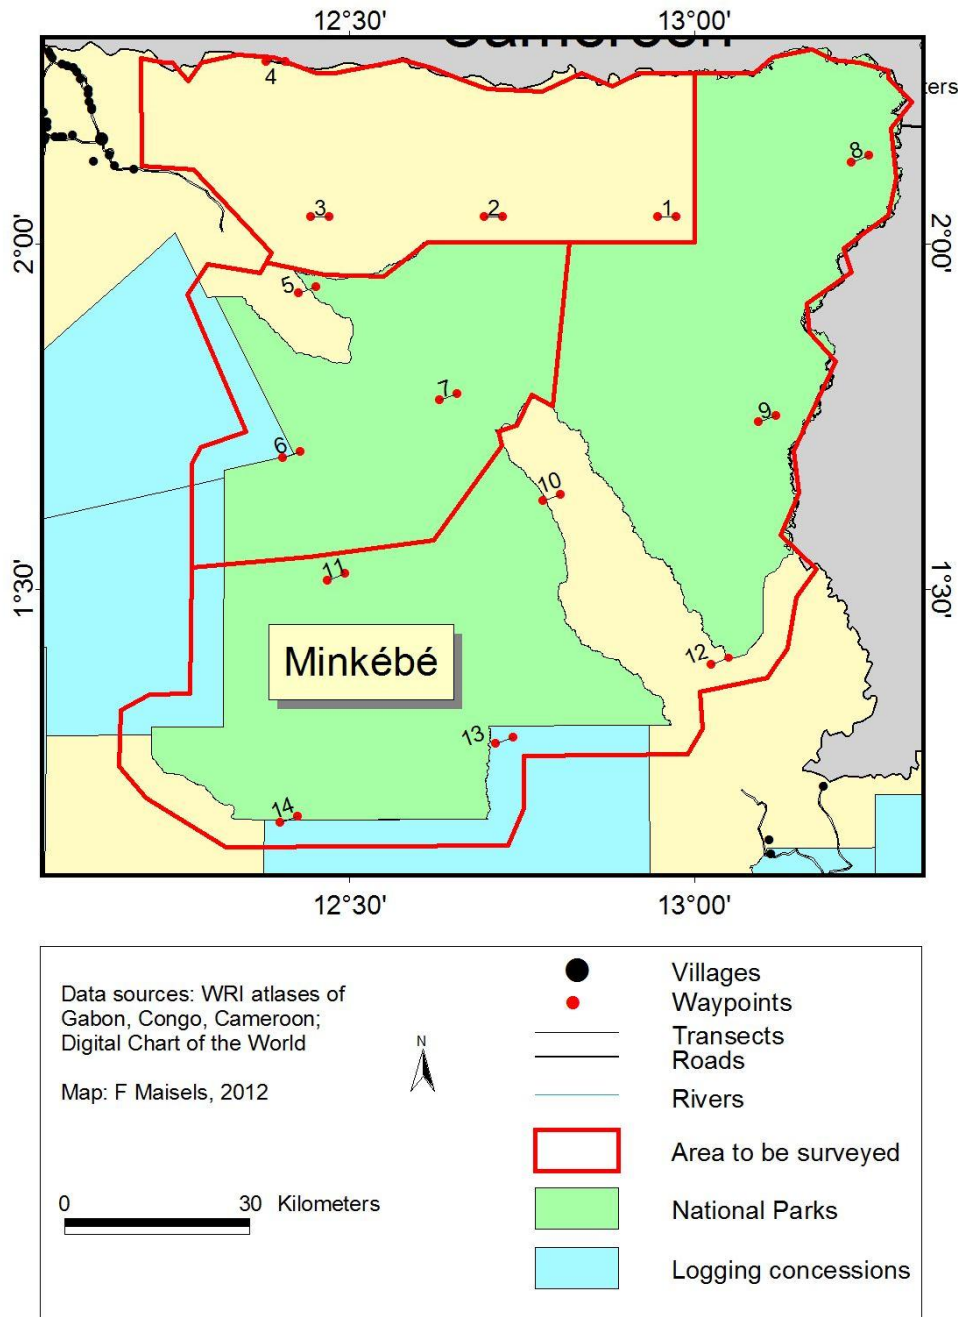 12°30' 13°00'
Cameroon
4
ters
8
3 2 1
2°00' 2°00'
5
7
9
6
10
1°30' 11 1°30'
Minkébé
12
13
14
12°30' 13°00'
Data sources: WRI atlases of
Gabon, Congo, Cameroon;
Digital Chart of the World
Map: F Maisels, 2012
N
0 30 Kilometers
Villages
Waypoints
Transects
Roads
Rivers
Area to be surveyed
National Parks
Logging concessions